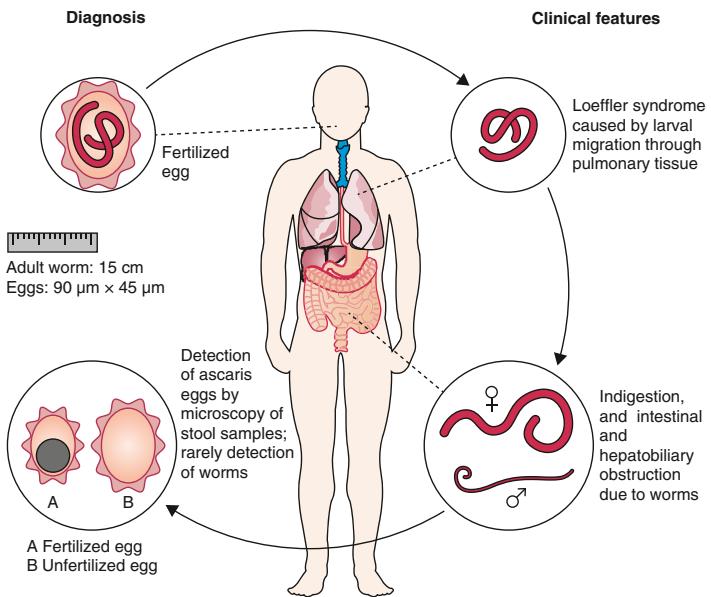 Diagnosis
Clinical features
Fertilized
egg
Loeffler syndrome
caused by larval
migration through
pulmonary tissue
Adult worm: 15 cm
Eggs: 90 µm × 45 µm
Detection
of ascaris
eggs by
microscopy of
stool samples;
rarely detection
of worms
Indigestion,
and intestinal
and
hepatobiliary
obstruction
due to worms
♀
♂
A
B
A Fertilized egg
B Unfertilized egg